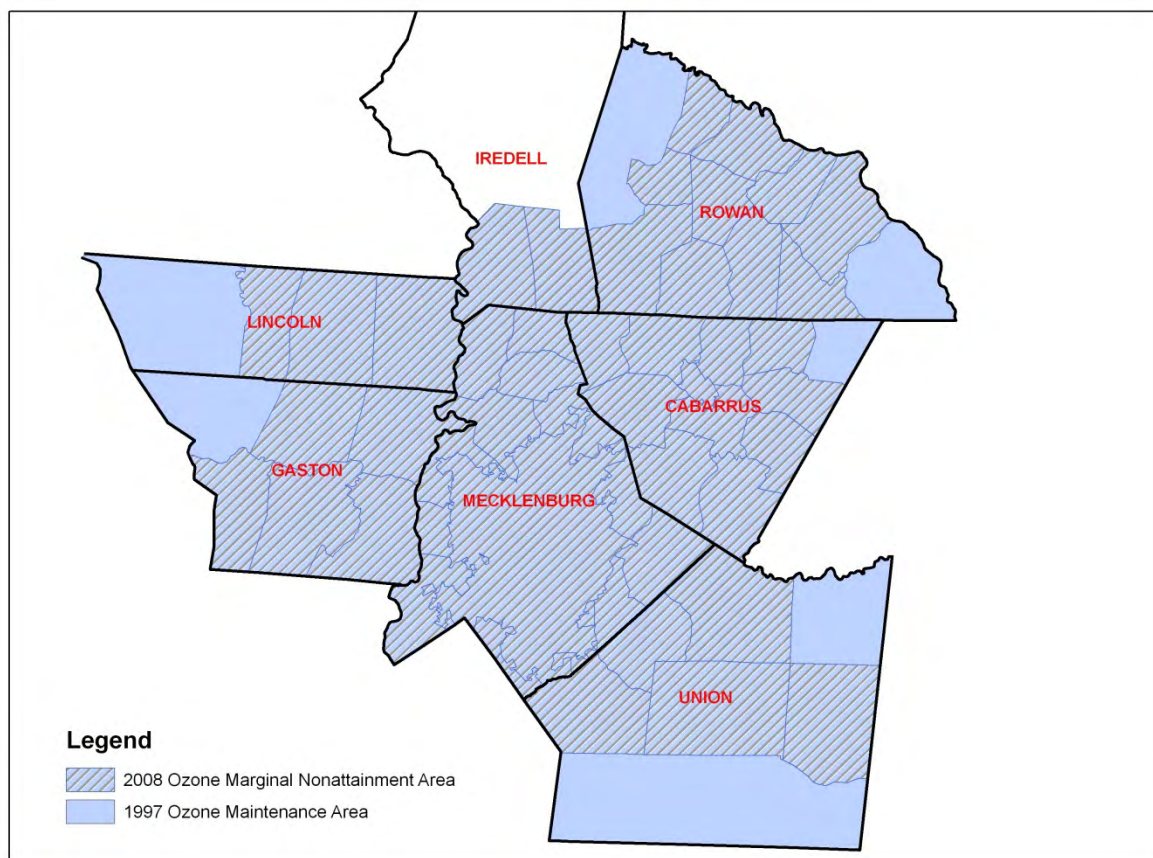 IREDELL
ROWAN
LINCOLN
CABARRUS
GASTON
MECKLENBURG
UNION
Legend
2008 Ozone Marginal Nonattainment Area
1997 Ozone Maintenance Area